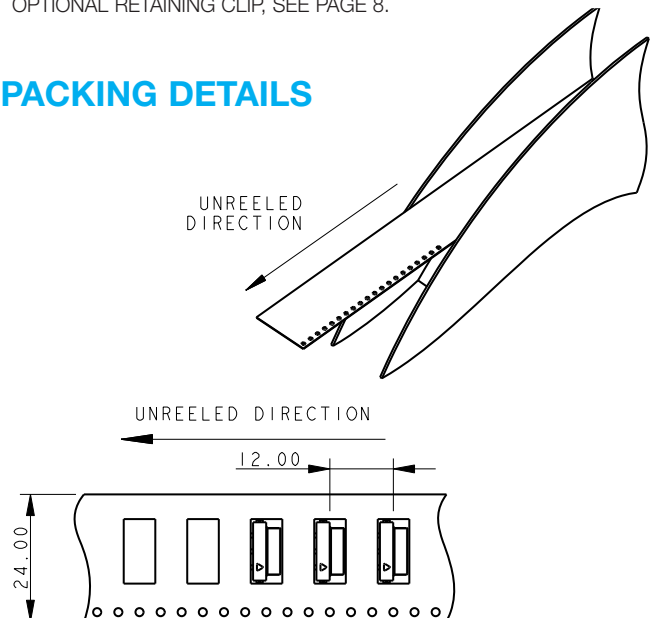 OPTIONAL RETAINING CLIP, SEE PAGE 8.
PACKING DETAILS
UNREELED
DIRECTION
UNREELED DIRECTION
12.00
24.00